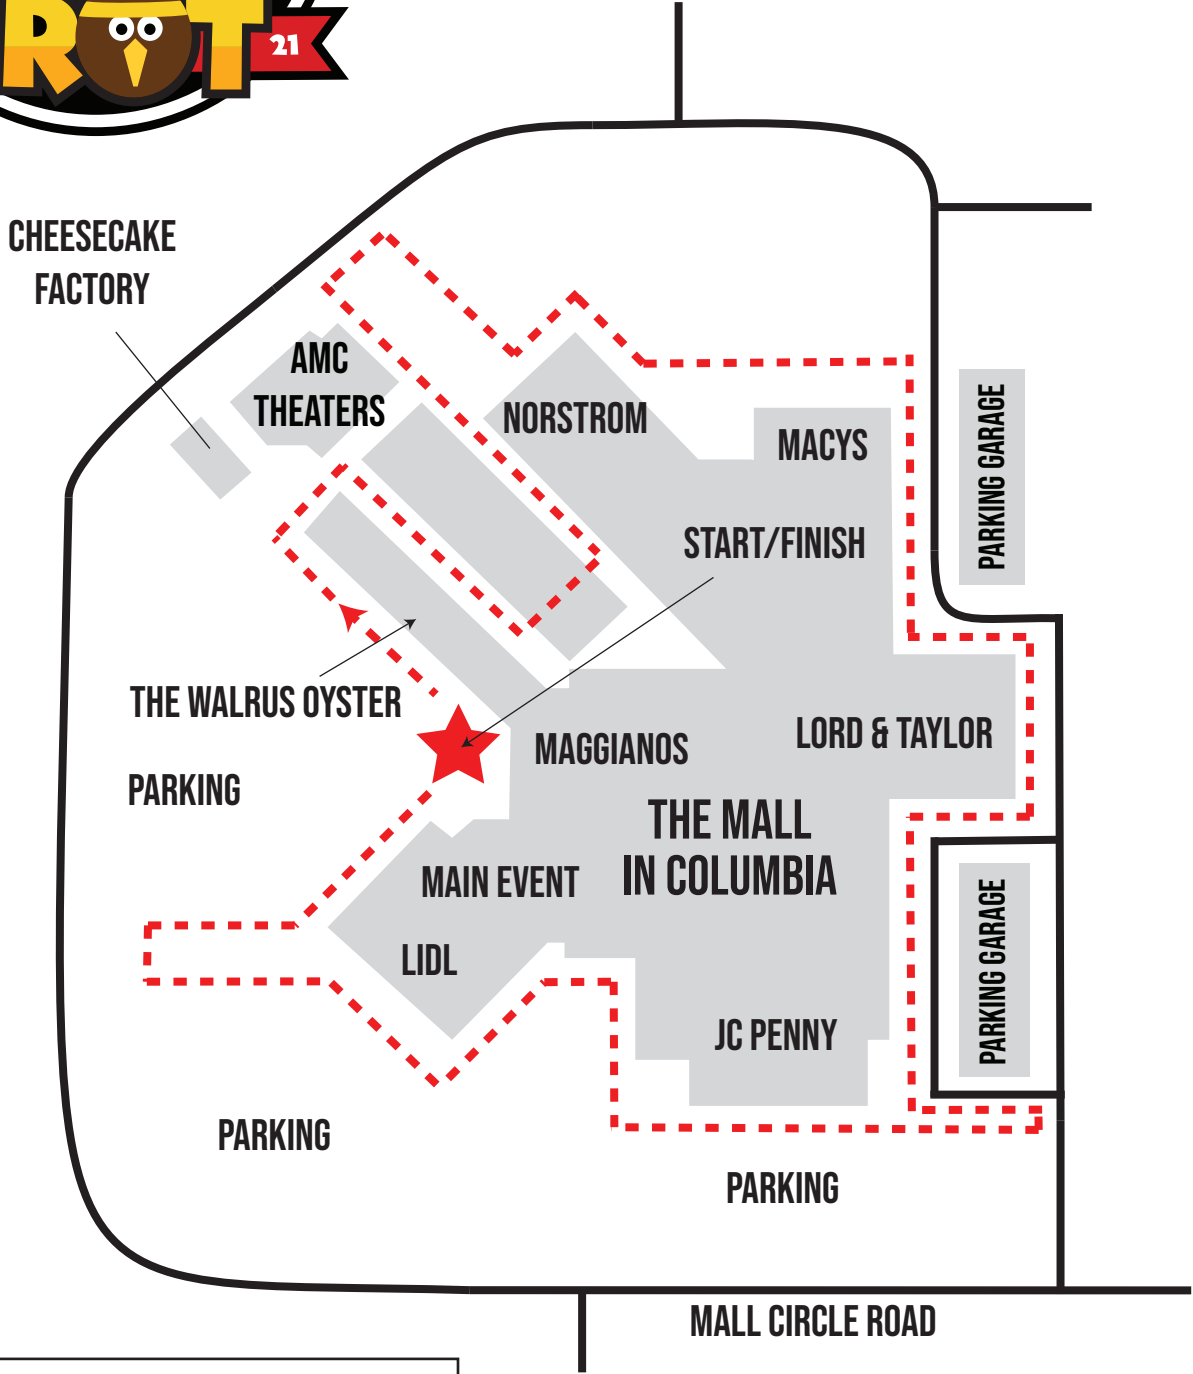 ROT
21
CHEESECAKE
FACTORY
AMC
THEATERS
NORSTROM
MACYS
PARKING GARAGE
START/FINISH
THE WALRUS OYSTER
LORD & TAYLOR
MAGGIANOS
PARKING
THE MALL
IN COLUMBIA
MAIN EVENT
LIDL
PARKING GARAGE
JC PENNY
PARKING
PARKING
MALL CIRCLE ROAD